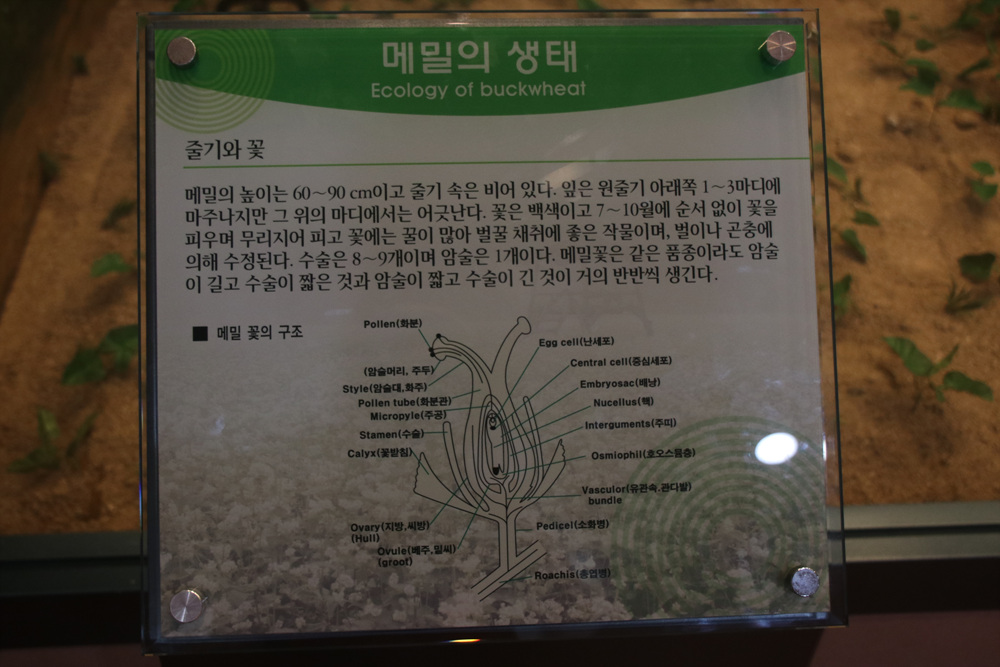 메밀의 생태
Ecology of buckwheat
줄기와 꽃
메밀의 높이는 60~90 cm이고 줄기 속은 비어 있다. 잎은 원줄기 아래쪽 1~3마디에
마주나지만 그 위의 마디에서는 어긋난다. 꽃은 백색이고 7~10월에 순서 없이 꽃을
피우며 무리지어 피고 꽃에는 꿀이 많아 벌꿀 채취에 좋은 작물이며, 벌이나 곤충에
의해 수정된다. 수술은 8~9개이며 암술은 1개이다. 메밀꽃은 같은 품종이라도 암술
이 길고 수술이 짧은 것과 암술이 짧고 수술이 긴 것이 거의 반반씩 생긴다.
■ 메밀 꽃의 구조
Pollen(화분)
(암술머리, 주두)
Style(암술대,화주)
Pollen tube(화분관)
Micropyle(주공)
Stamen(수술)
Calyx(꽃받침)
Ovary(지방,씨방)
(Hull)
Ovule(배주,밑씨)
(groot)
Egg cell(난세포)
Central cell(중심세포)
Embryosac(배낭)
Nucellus(핵)
Interguments(주피)
Osmiophil(호오스뮴층)
Vasculor(유관속,관다발)
bundle
Pedicel(소화병)
Roachis(총엽병)